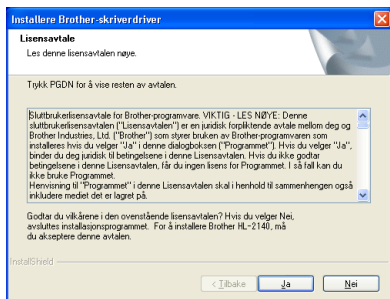 Installere Brother-skriverdriver
Lisensavtale
Les denne lisensavtalen nøye.
Trykk PGDN for å vise resten av avtalen.
Sluttbrukerlisensavtale for Brother-programvare. VIKTIG - LES NØYE: Denne
sluttbrukerlisensavtalen ("Lisensavtalen") er en juridisk forpliktende avtale mellom deg og
Brother Industries, Ltd. ("Brother") som styrer bruken av Brother-programvaren som
installeres hvis du velger "Ja" i denne dialogboksen ("Programmet"). Hvis du velger "Ja",
binder du deg juridisk til betingelsene i denne Lisensavtalen. Hvis du ikke godtar
betingelsene i denne Lisensavtalen, får du ingen lisens for Programmet. I så fall kan du
ikke bruke Programmet.
Henvisning til "Programmet" i denne Lisensavtalen skal i henhold til sammenhengen også
inkludere mediet det er lagret på.
Godtar du vilkårene i den ovenstående lisensavtalen? Hvis du velger Nei,
avsluttes installasjonsprogrammet. For å installere Brother HL-2140, må
du akseptere denne avtalen.
InstallShield
< Tilbake Ja Nei